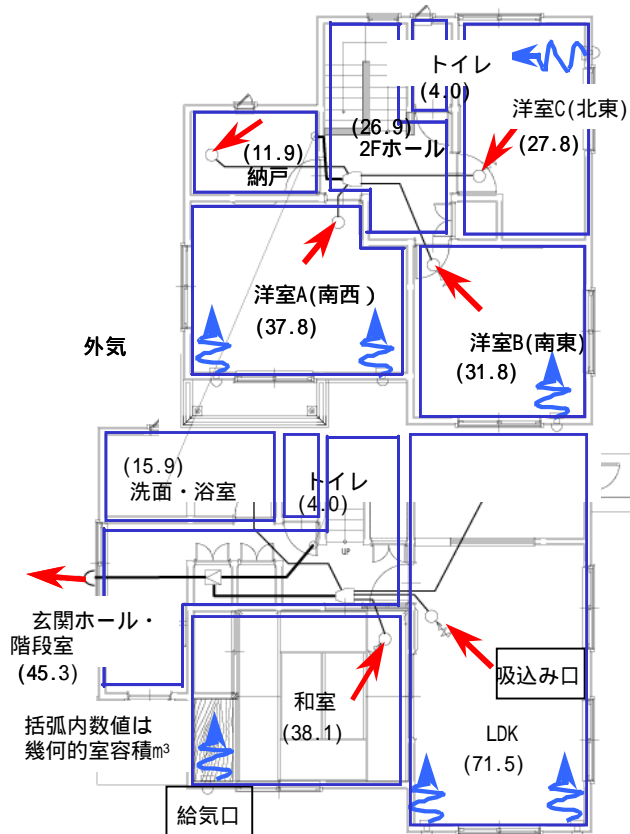 トイレ
(4.0)
洋室C(北東)
(27.8)
(26.9)
2Fホール
(11.9)
納戸
洋室A(南西)
(37.8)
外気
洋室B(南東)
(31.8)
(15.9)
洗面・浴室
トイレ
(4.0)
UP
玄関ホール・
階段室
(45.3)
吸込み口
和室
(38.1)
LDK
(71.5)
括弧内数値は
幾何的室容積m³
給気口